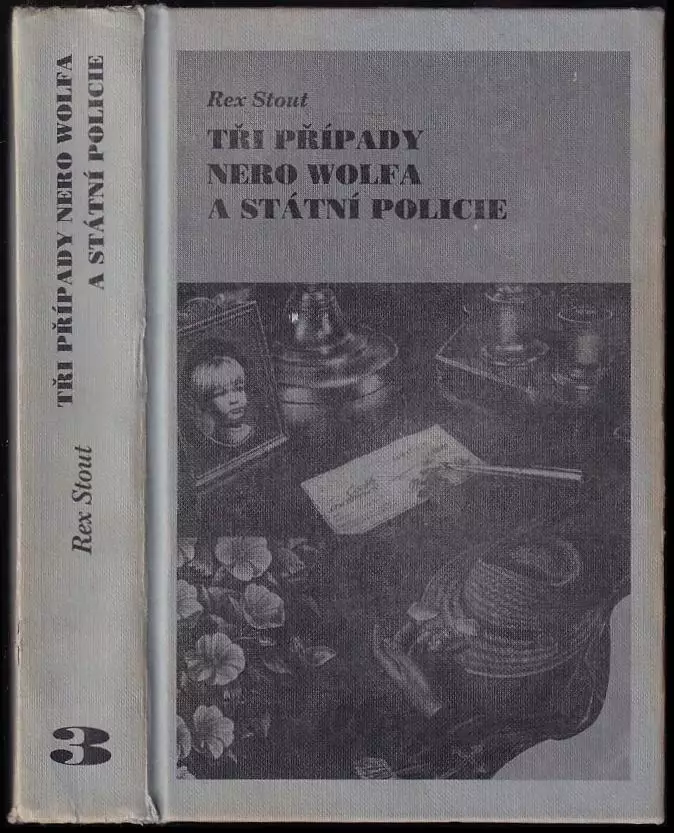 TŘI PŘÍPADY NERO WOLFA
A STÁTNÍ POLICIE
Rex Stout
3
Rex Stout
TŘI PŘÍPADY
NERO WOLFA
A STÁTNÍ POLICIE